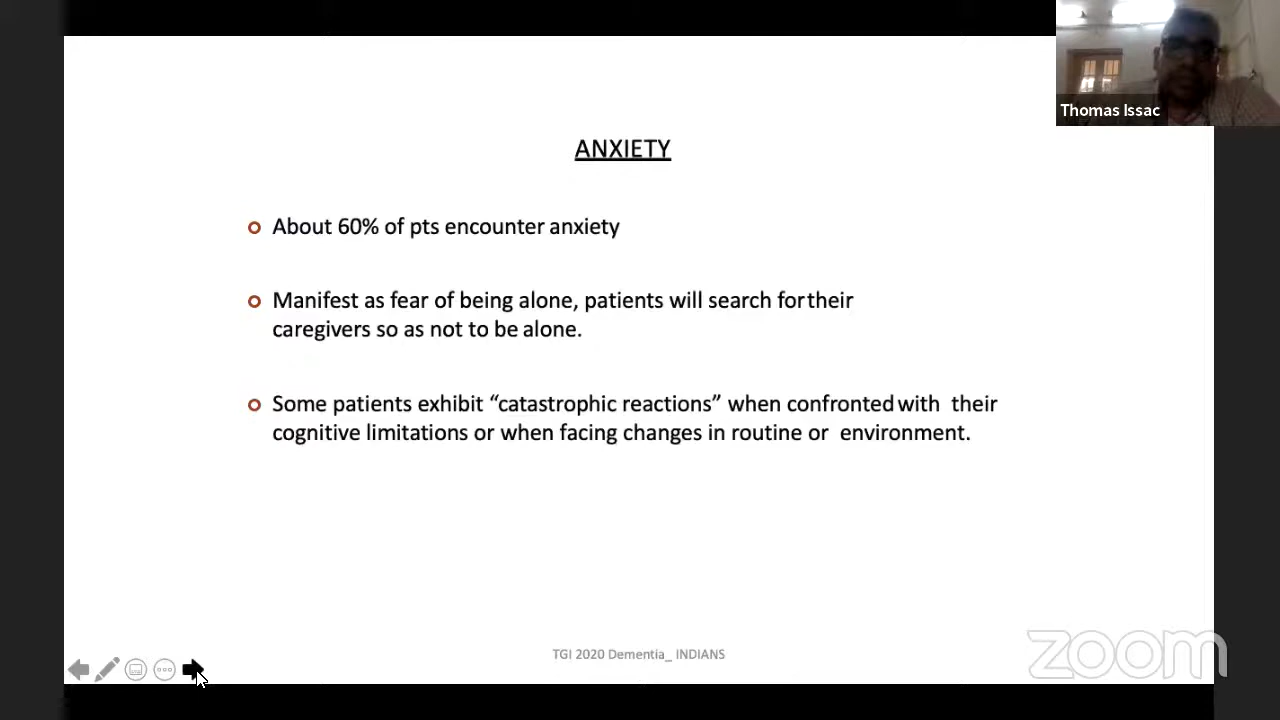 Thomas Issac
ANXIETY
About 60% of pts encounter anxiety
Manifest as fear of being alone, patients will search for their
caregivers so as not to be alone.
Some patients exhibit “catastrophic reactions” when confronted with their
cognitive limitations or when facing changes in routine or environment.
TGI 2020 Dementia_ INDIANS
zoom